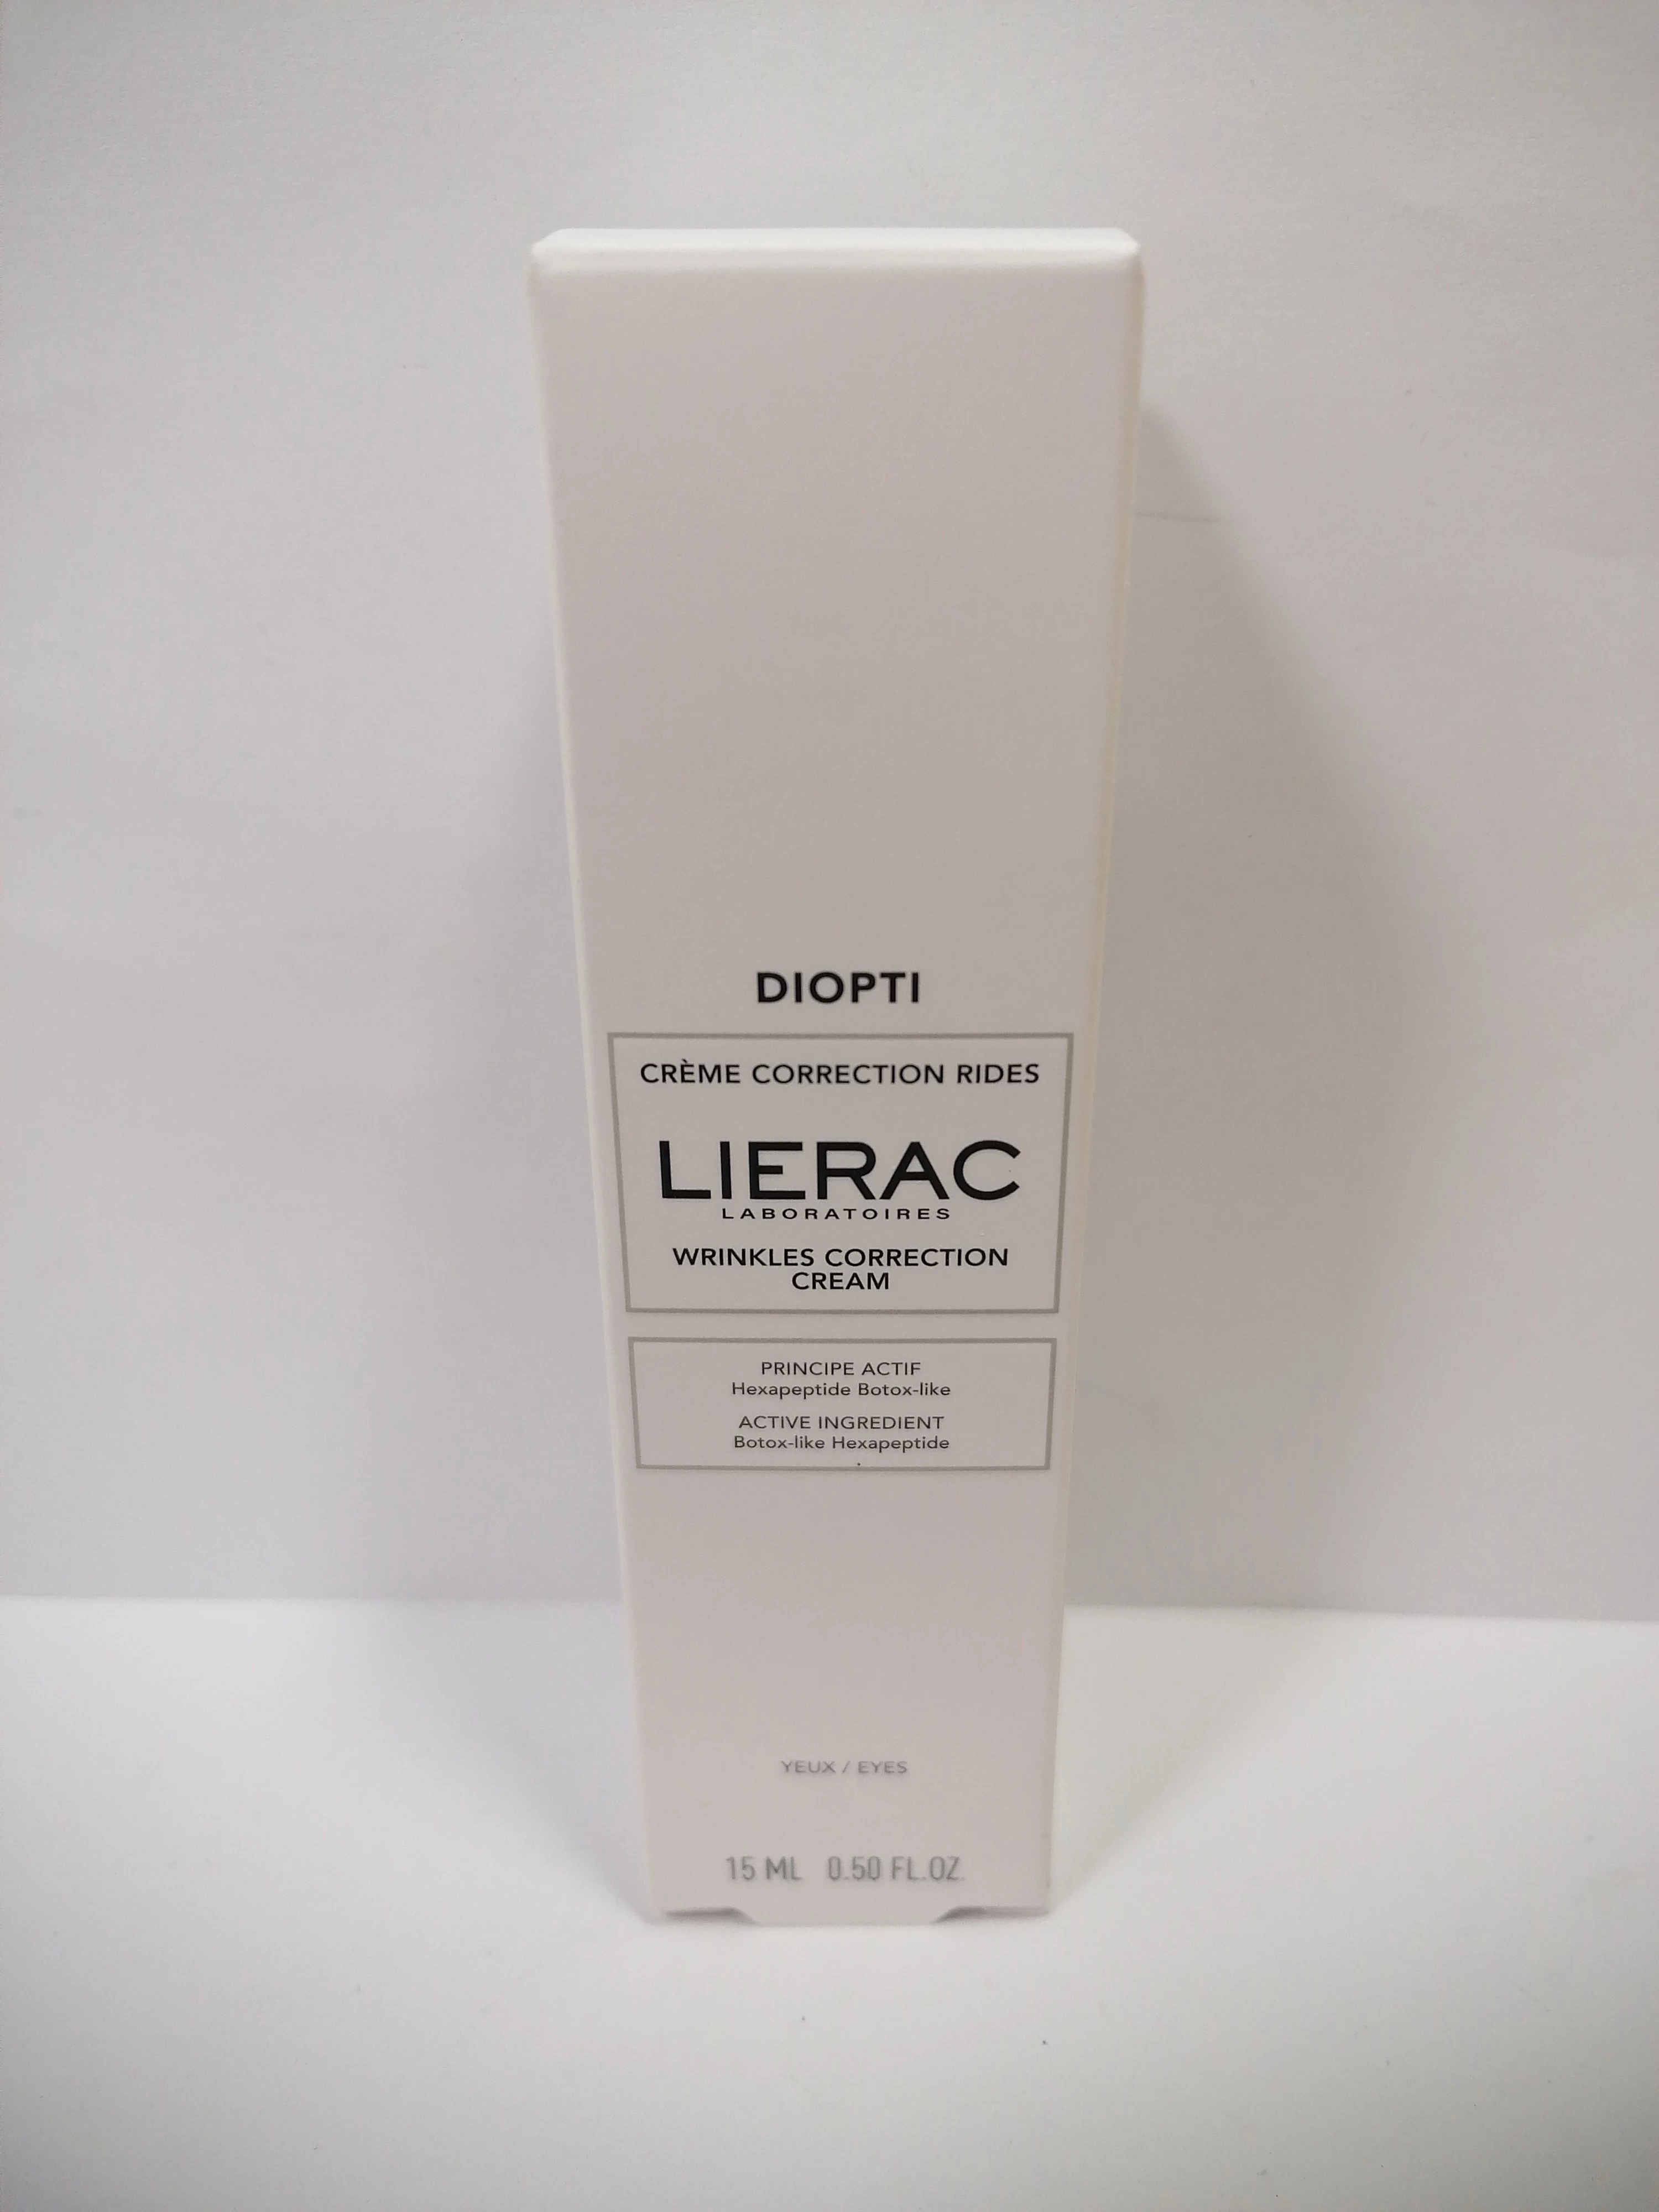 DIOPTI
CRÈME CORRECTION RIDES
LIERAC
LABORATOIRES
WRINKLES CORRECTION
CREAM
PRINCIPE ACTIF
Hexapeptide Botox-like
ACTIVE INGREDIENT
Botox-like Hexapeptide
YEUX / EYES
15 ML 0.50 FL.OZ.